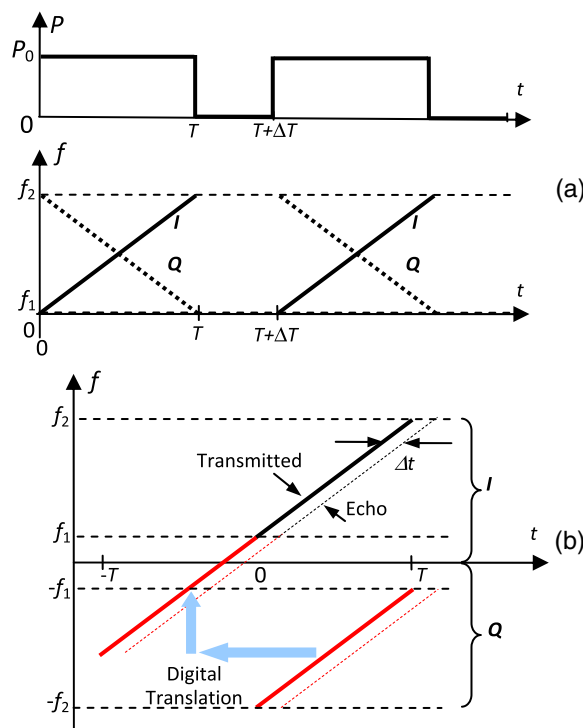 P
P0
t
0
T
T+ΔT
f
f2
I
Q
I
Q
(a)
f1
t
0
T
T+ΔT
0
f
f2
Transmitted
Δt
Echo
I
f1
t
(b)
-T
0
T
-f1
Q
Digital
Translation
-f2